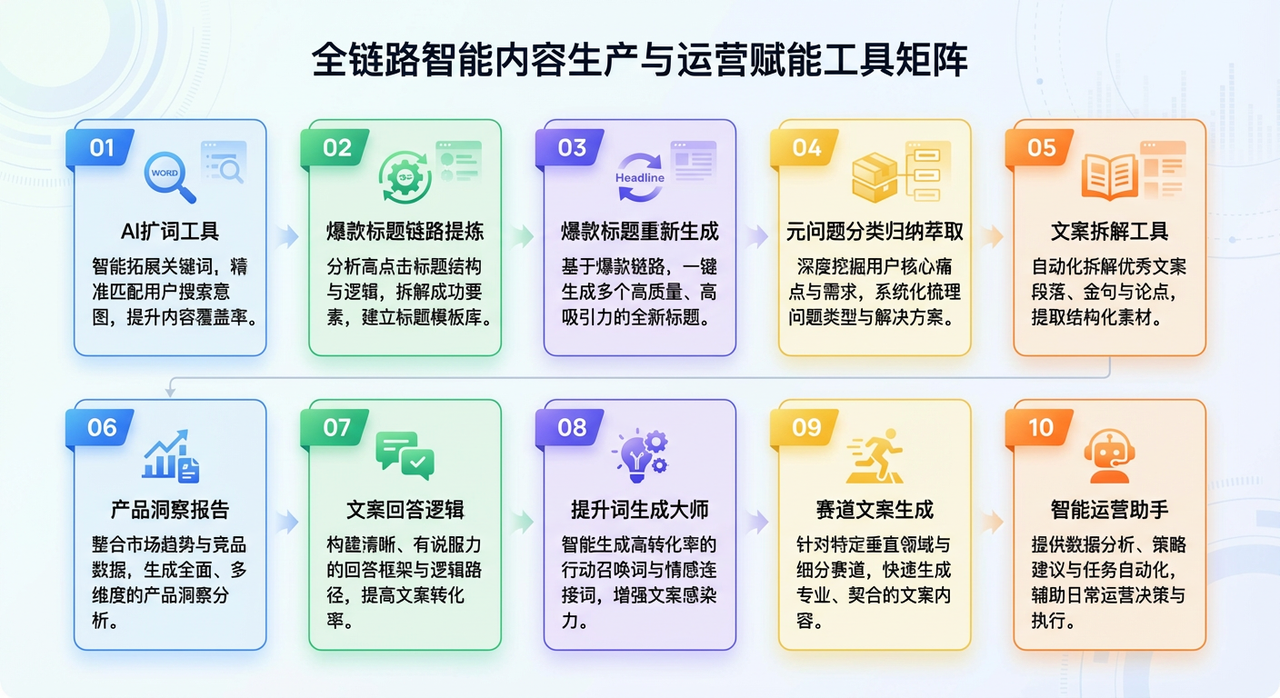 全链路智能内容生产与运营赋能工具矩阵
01
WORD
AI扩词工具
智能拓展关键词，精
准匹配用户搜索意
图，提升内容覆盖率。
02
爆款标题链路提炼
分析高点击标题结构
与逻辑，拆解成功要
素，建立标题模板库。
03
Headline
爆款标题重新生成
基于爆款链路，一键
生成多个高质量、高
吸引力的全新标题。
04
元问题分类归纳萃取
深度挖掘用户核心痛
点与需求，系统化梳理
问题类型与解决方案。
05
文案拆解工具
自动化拆解优秀文案
段落、金句与论点，
提取结构化素材。
06
产品洞察报告
整合市场趋势与竞品
数据，生成全面、多
维度的产品洞察分
析。
07
文案回答逻辑
构建清晰、有说服力
的回答框架与逻辑路
径，提高文案转化
率。
08
提升词生成大师
智能生成高转化率的
行动召唤词与情感连
接词，增强文案感染
力。
09
赛道文案生成
针对特定垂直领域与
细分赛道，快速生成
专业、契合的文案内
容。
10
智能运营助手
提供数据分析、策略
建议与任务自动化，
辅助日常运营决策与
执行。